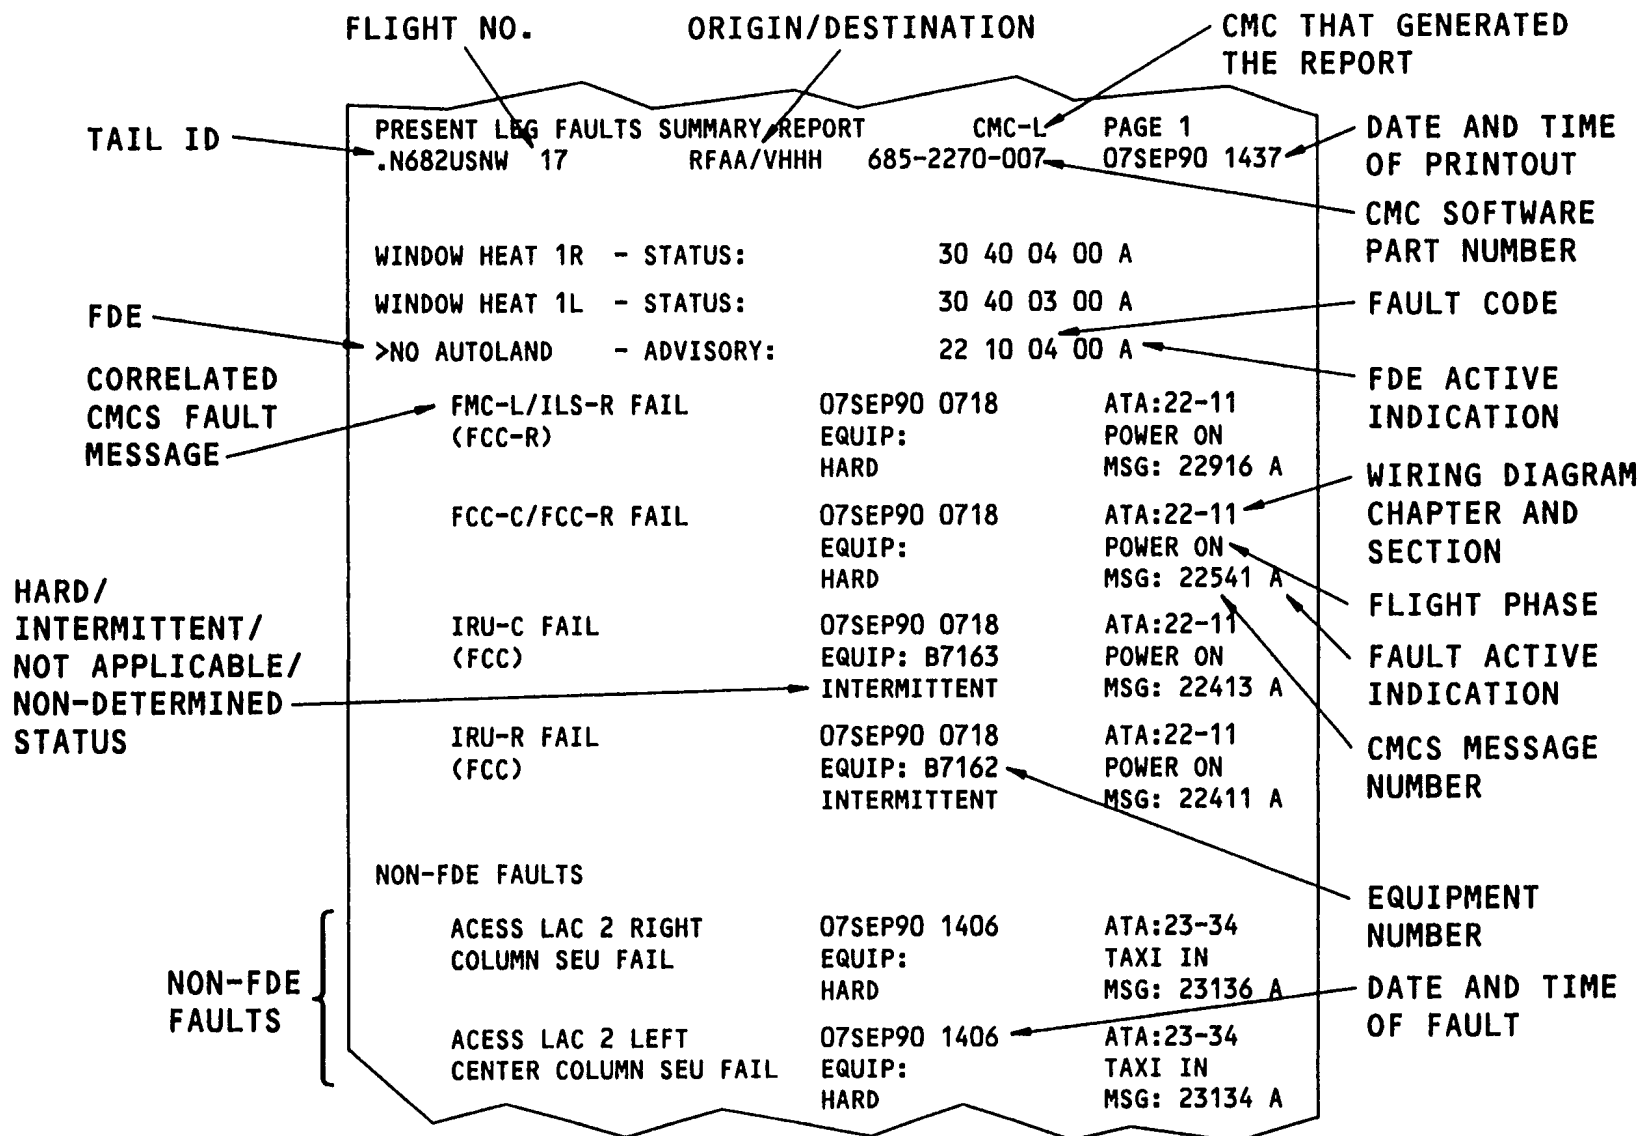 FLIGHT NO.
ORIGIN/DESTINATION
CMC THAT GENERATED
THE REPORT
TAIL ID
DATE AND TIME
OF PRINTOUT
CMC SOFTWARE
PART NUMBER
PRESENT LEG FAULTS SUMMARY REPORT CMC-L PAGE 1
.N682USNW 17 RFAA/VHHH 685-2270-007 07SEP90 1437
WINDOW HEAT 1R - STATUS: 30 40 04 00 A
WINDOW HEAT 1L - STATUS: 30 40 03 00 A
>NO AUTOLAND - ADVISORY: 22 10 04 00 A
FDE
FAULT CODE
CORRELATED
CMCS FAULT
MESSAGE
FDE ACTIVE
INDICATION
FMC-L/ILS-R FAIL 07SEP90 0718 ATA:22-11
(FCC-R) EQUIP: POWER ON
HARD MSG: 22916 A
WIRING DIAGRAM
CHAPTER AND
SECTION
FCC-C/FCC-R FAIL 07SEP90 0718 ATA:22-11
EQUIP: POWER ON
HARD MSG: 22541 A
HARD/
INTERMITTENT/
NOT APPLICABLE/
NON-DETERMINED
STATUS
FLIGHT PHASE
FAULT ACTIVE
INDICATION
IRU-C FAIL 07SEP90 0718 ATA:22-11
(FCC) EQUIP: B7163 POWER ON
INTERMITTENT MSG: 22413 A
CMCS MESSAGE
NUMBER
IRU-R FAIL 07SEP90 0718 ATA:22-11
(FCC) EQUIP: B7162 POWER ON
INTERMITTENT MSG: 22411 A
NON-FDE FAULTS
EQUIPMENT
NUMBER
ACESS LAC 2 RIGHT 07SEP90 1406 ATA:23-34
COLUMN SEU FAIL EQUIP: TAXI IN
HARD MSG: 23136 A
NON-FDE
FAULTS
DATE AND TIME
OF FAULT
ACESS LAC 2 LEFT 07SEP90 1406 ATA:23-34
CENTER COLUMN SEU FAIL EQUIP: TAXI IN
HARD MSG: 23134 A